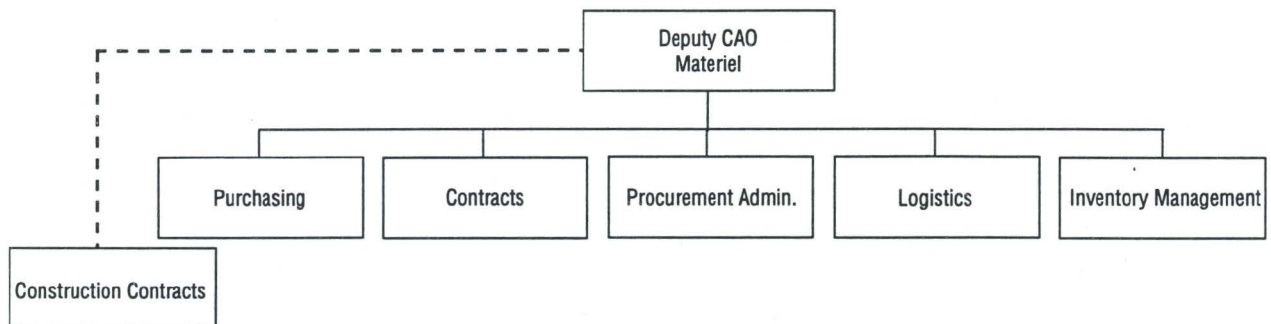 Deputy CAO
Materiel
Purchasing
Contracts
Procurement Admin.
Logistics
Inventory Management
Construction Contracts